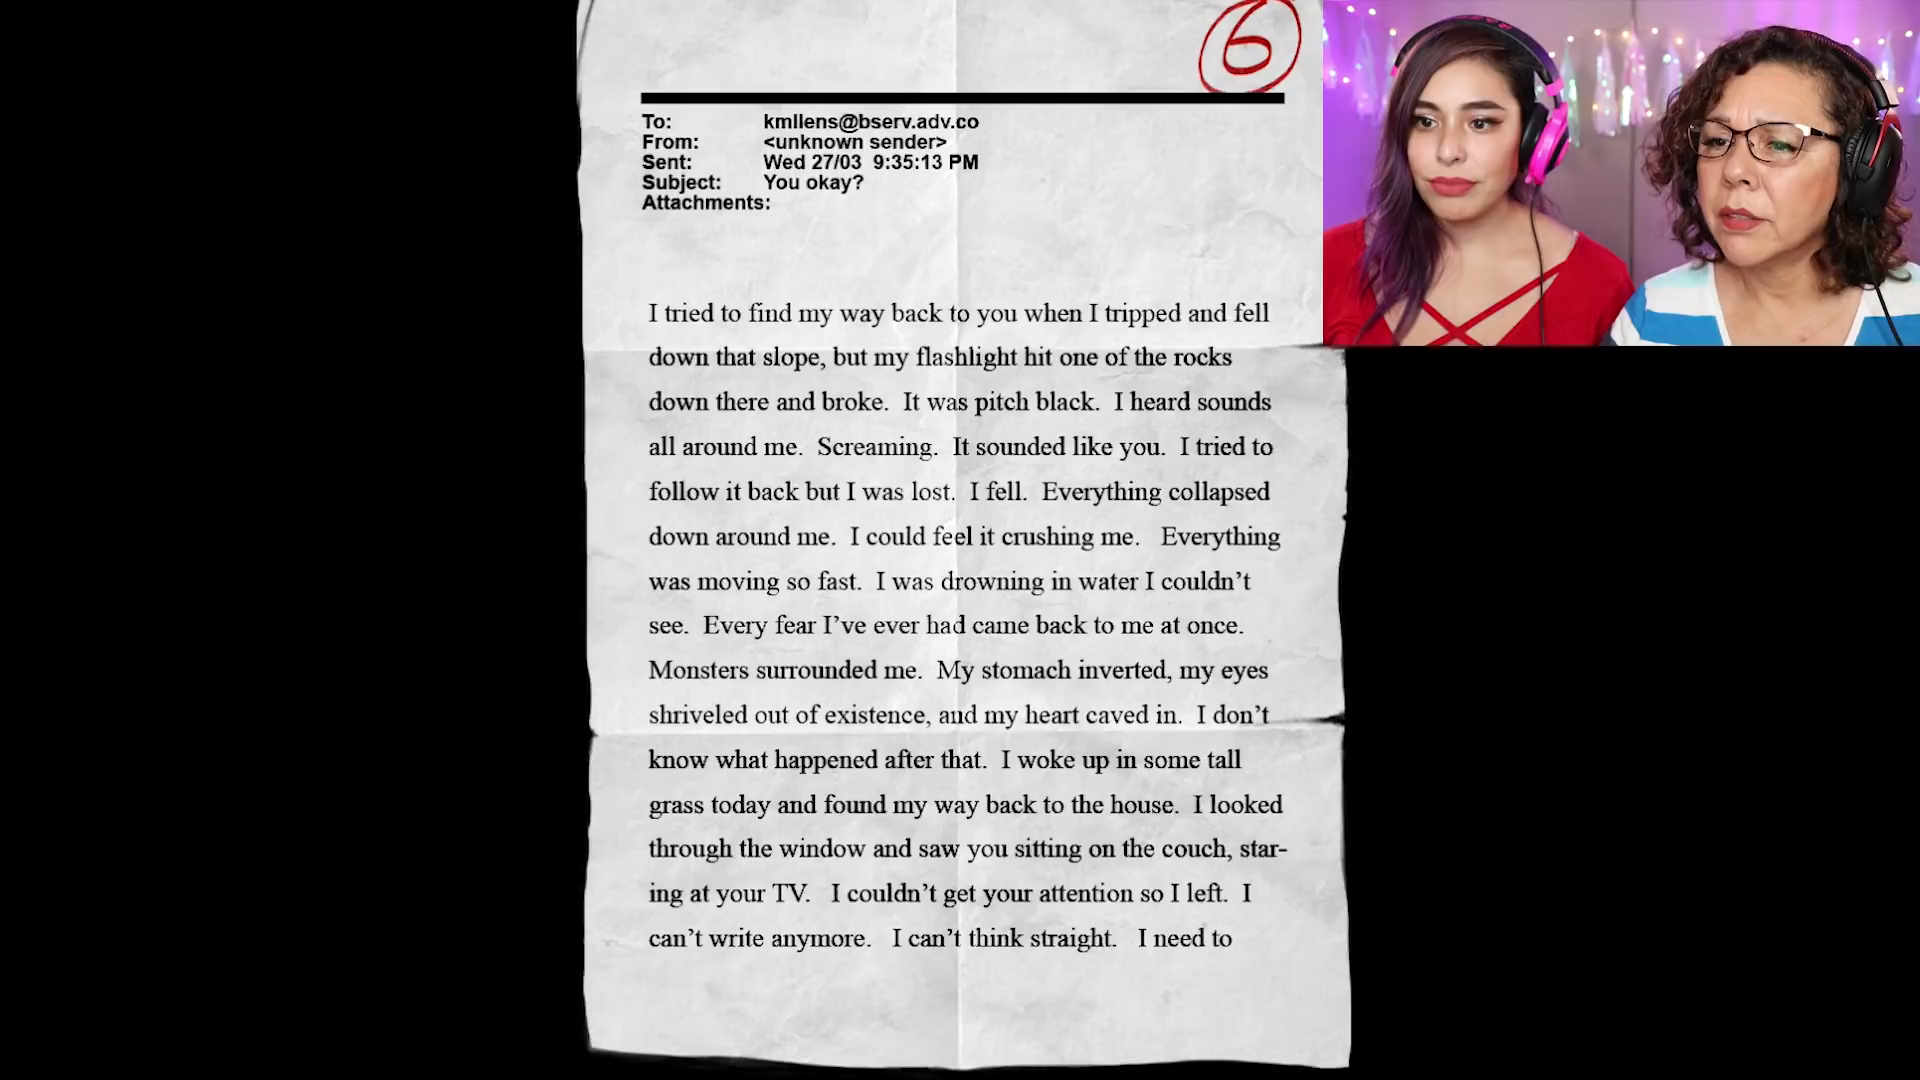 6
To: kmllens@bserv.adv.co
From: <unknown sender>
Sent: Wed 27/03 9:35:13 PM
Subject: You okay?
Attachments:
I tried to find my way back to you when I tripped and fell
down that slope, but my flashlight hit one of the rocks
down there and broke.  It was pitch black.  I heard sounds
all around me.  Screaming.  It sounded like you.  I tried to
follow it back but I was lost.  I fell.  Everything collapsed
down around me.  I could feel it crushing me.   Everything
was moving so fast.  I was drowning in water I couldn’t
see.  Every fear I’ve ever had came back to me at once.
Monsters surrounded me.  My stomach inverted, my eyes
shriveled out of existence, and my heart caved in.  I don’t
know what happened after that.  I woke up in some tall
grass today and found my way back to the house.  I looked
through the window and saw you sitting on the couch, star-
ing at your TV.   I couldn’t get your attention so I left.  I
can’t write anymore.   I can’t think straight.   I need to